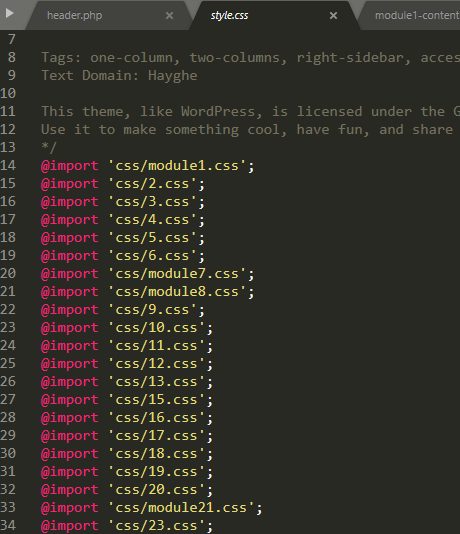 header.php × style.css × module1-content
7
8 Tags: one-column, two-columns, right-sidebar,
9 Text Domain: Hayghe
10
11 This theme, like WordPress, is licensed under the
12 Use it to make something cool, have fun, and share
13 */
14 @import 'css/module1.css';
15 @import 'css/2.css';
16 @import 'css/3.css';
17 @import 'css/4.css';
18 @import 'css/5.css';
19 @import 'css/6.css';
20 @import 'css/module7.css';
21 @import 'css/module8.css';
22 @import 'css/9.css';
23 @import 'css/10.css';
24 @import 'css/11.css';
25 @import 'css/12.css';
26 @import 'css/13.css';
27 @import 'css/15.css';
28 @import 'css/16.css';
29 @import 'css/17.css';
30 @import 'css/18.css';
31 @import 'css/19.css';
32 @import 'css/20.css';
33 @import 'css/module21.css';
34 @import 'css/23.css';